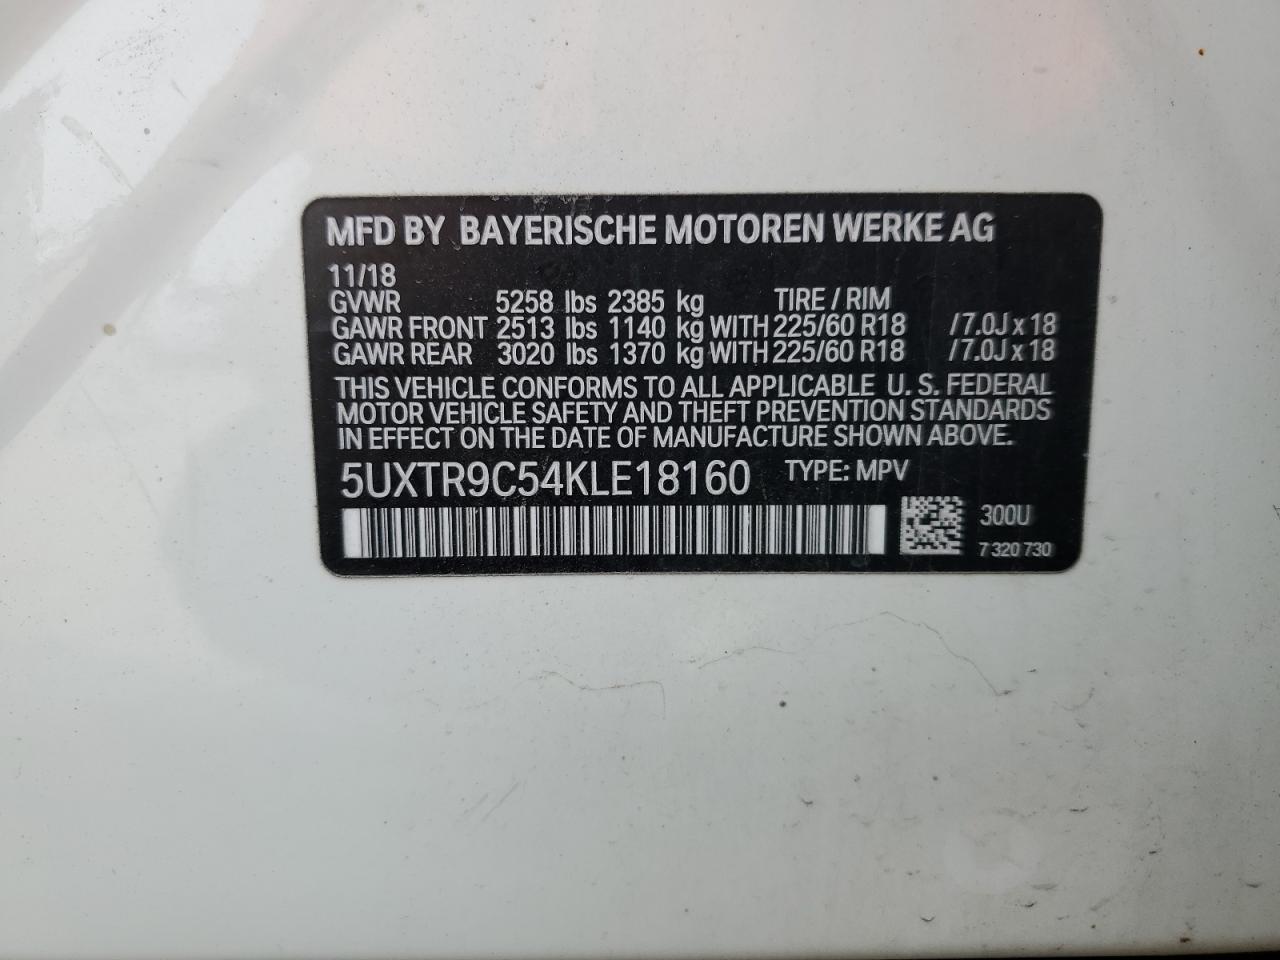 MFD BY BAYERISCHE MOTOREN WERKE AG
11/18
GVWR 5258 lbs 2385 kg TIRE / RIM
GAWR FRONT 2513 lbs 1140 kg WITH 225/60 R18 /7.0J x 18
GAWR REAR 3020 lbs 1370 kg WITH 225/60 R18 /7.0J x 18
THIS VEHICLE CONFORMS TO ALL APPLICABLE U. S. FEDERAL
MOTOR VEHICLE SAFETY AND THEFT PREVENTION STANDARDS
IN EFFECT ON THE DATE OF MANUFACTURE SHOWN ABOVE.
5UXTR9C54KLE18160 TYPE: MPV
300U
7 320 730